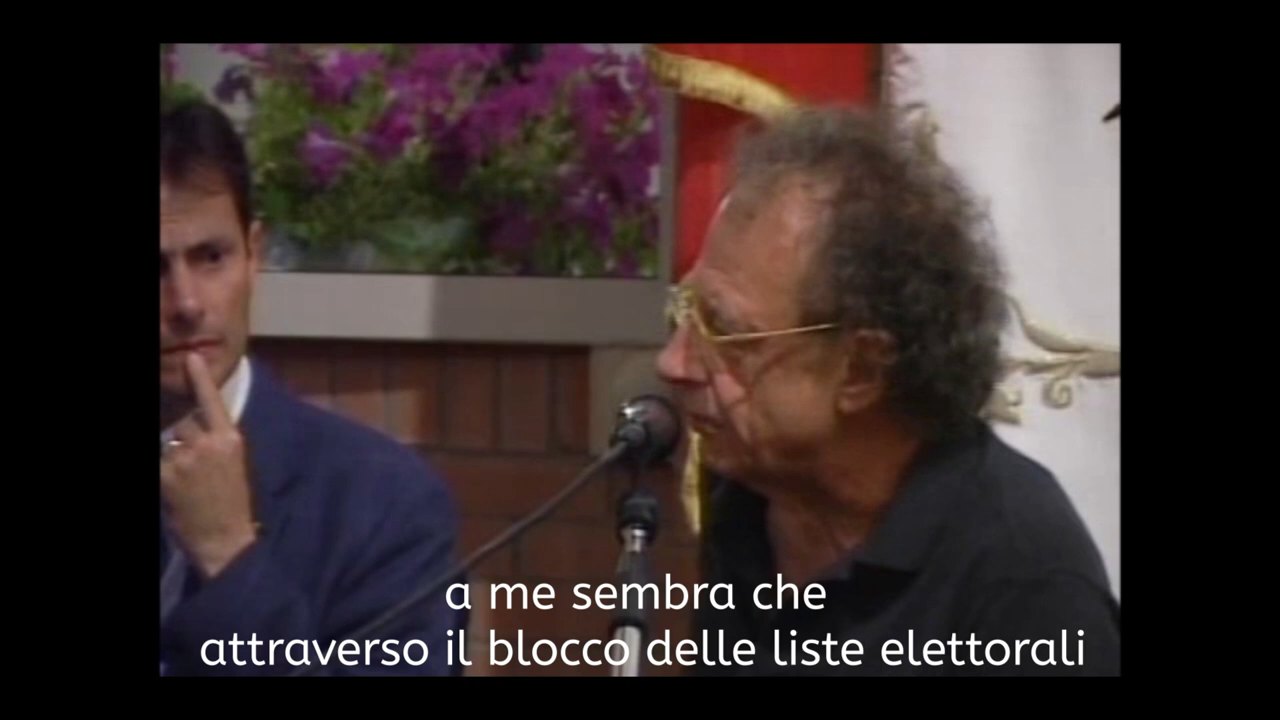 a me sembra che
attraverso il blocco delle liste elettorali